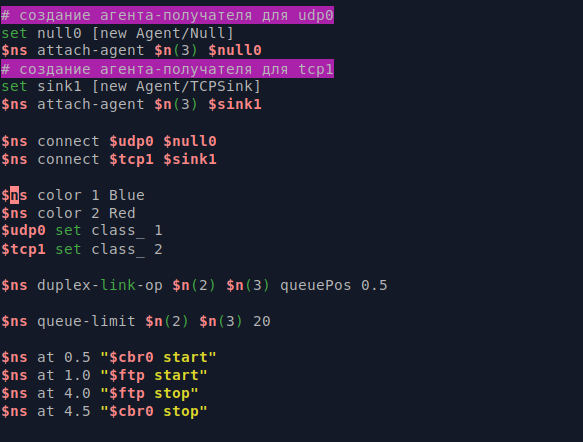 # создание агента-получателя для udp0
set null0 [new Agent/Null]
$ns attach-agent $n(3) $null0
# создание агента-получателя для tcp1
set sink1 [new Agent/TCPSink]
$ns attach-agent $n(3) $sink1
$ns connect $udp0 $null0
$ns connect $tcp1 $sink1
$ns color 1 Blue
$ns color 2 Red
$udp0 set class_ 1
$tcp1 set class_ 2
$ns duplex-link-op $n(2) $n(3) queuePos 0.5
$ns queue-limit $n(2) $n(3) 20
$ns at 0.5 "$cbr0 start"
$ns at 1.0 "$ftp start"
$ns at 4.0 "$ftp stop"
$ns at 4.5 "$cbr0 stop"